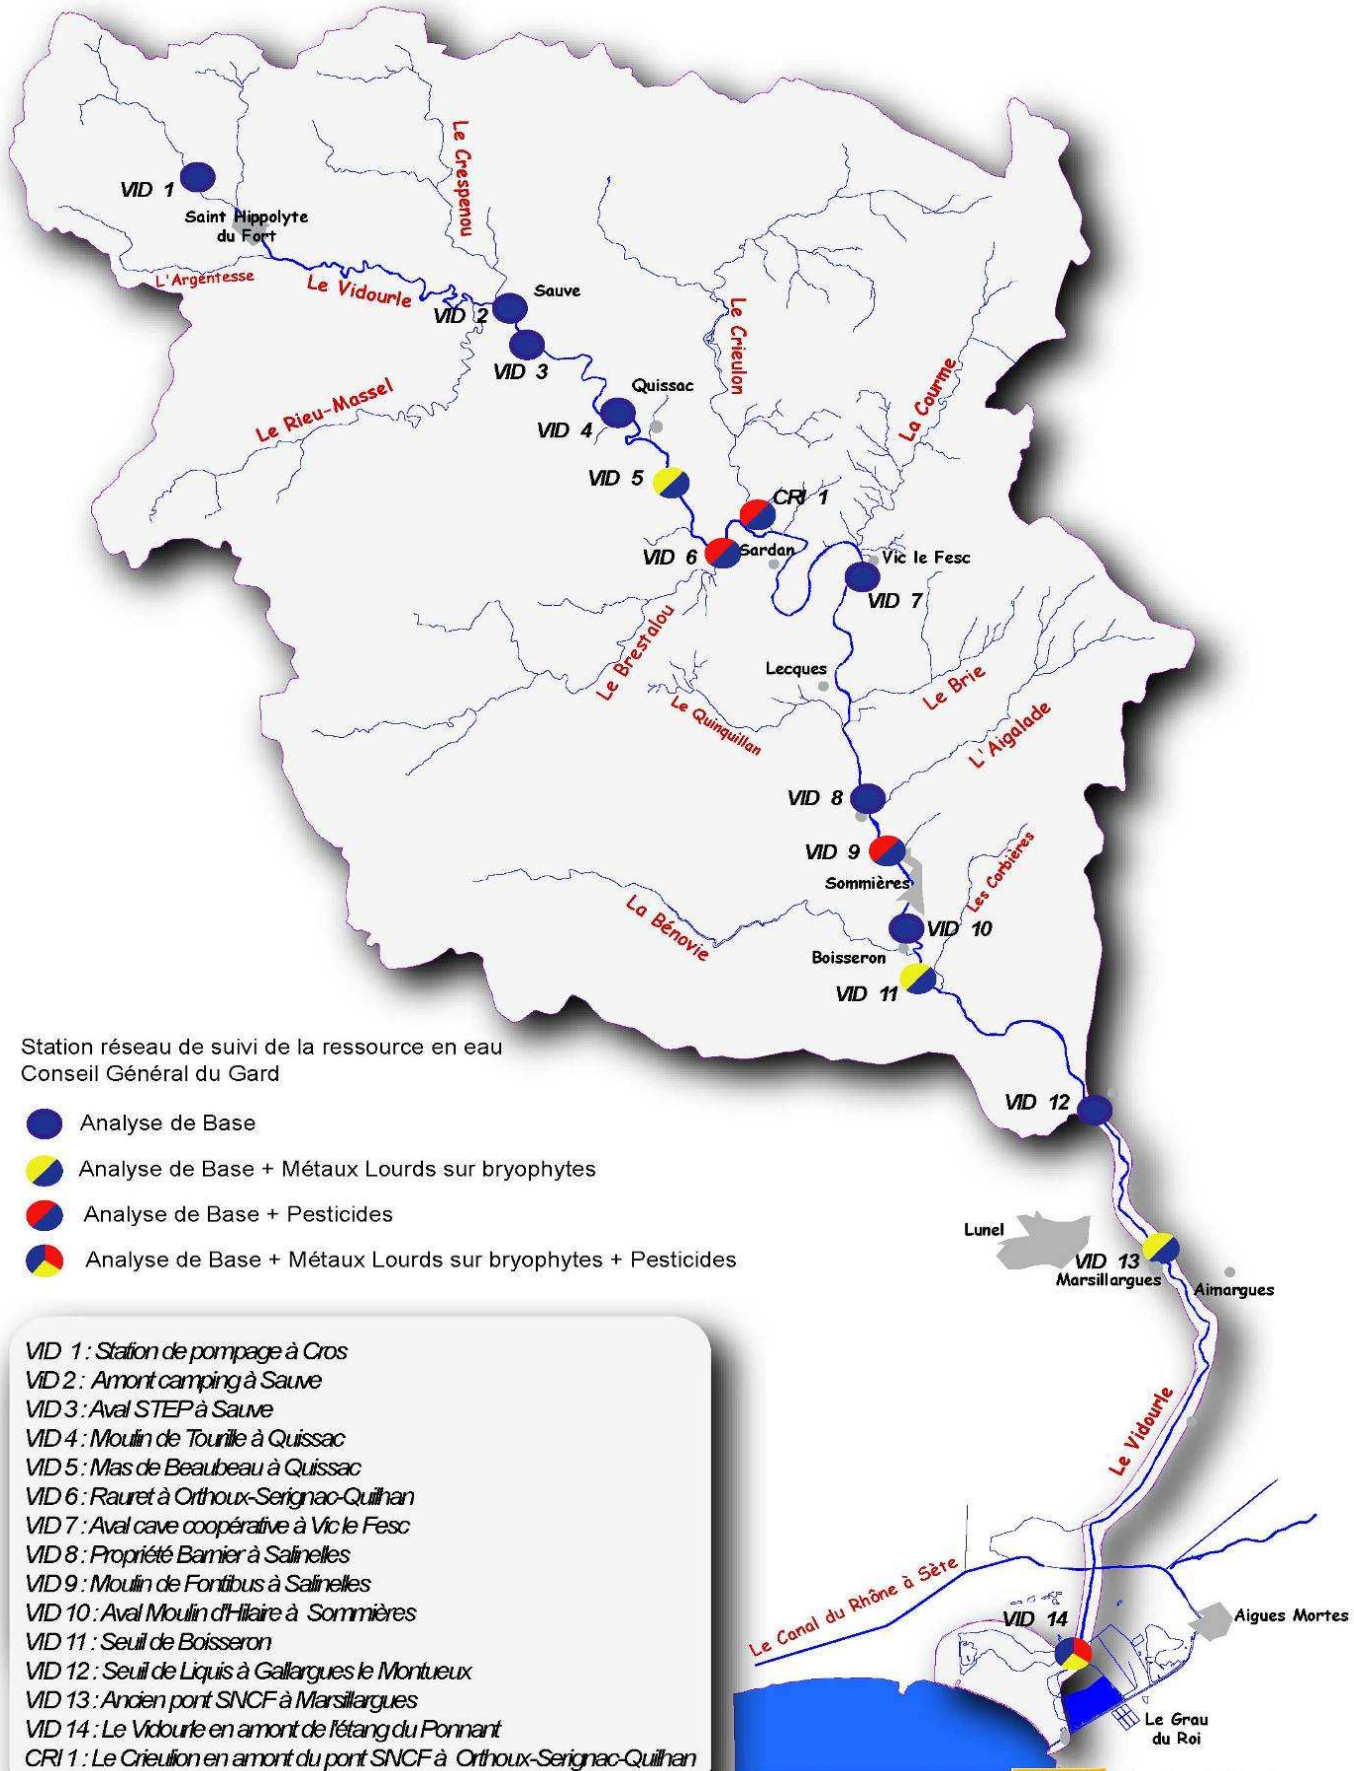 Le Crespenou
VID 1
Saint Hippolyte
du Fort
L'Argentesse
Le Vidourle
VID 2
Sauve
VID 3
Le Crieulon
La Courme
Quissac
Le Rieu-Massel
VID 4
VID 5
CRI 1
VID 6
Sardan
Vic le Fesc
VID 7
Le Brestalou
Lecques
Le Brie
Le Quinquillan
L'Aigalade
VID 8
VID 9
Sommières
Les Corbières
La Bénovie
VID 10
Boisseron
VID 11
Station réseau de suivi de la ressource en eau
Conseil Général du Gard
Analyse de Base
Analyse de Base + Métaux Lourds sur bryophytes
Analyse de Base + Pesticides
Analyse de Base + Métaux Lourds sur bryophytes + Pesticides
VID 12
Lunel
VID 13
Marsillargues
Aimargues
Le Vidourle
Le Canal du Rhône à Sète
VID 14
Aigues Mortes
Le Grau
du Roi
VID 1 : Station de pompage à Cros
ViD 2 : Amont camping à Sauve
VID 3 : Aval STEP à Sauve
VID 4 : Moulin de Tourille à Quissac
VID 5 : Mas de Beaubeau à Quissac
VID 6 : Rauret à Orthoux-Serignac-Quilhan
VID 7 : Aval cave coopérative à Vic le Fesc
VID 8 : Propriété Barnier à Salinelles
VID 9 : Moulin de Fontibus à Salinelles
VID 10 : Aval Moulin d'Hilaire à Sommières
VID 11 : Seuil de Boisseron
VID 12 : Seuil de Liquis à Gallargues le Montueux
VID 13 : Ancien pont SNCF à Marsillargues
VID 14 : Le Vidourle en amont de l'étang du Ponnant
CRI 1 : Le Crieulion en amont du pont SNCF à Orthoux-Serignac-Quilhan